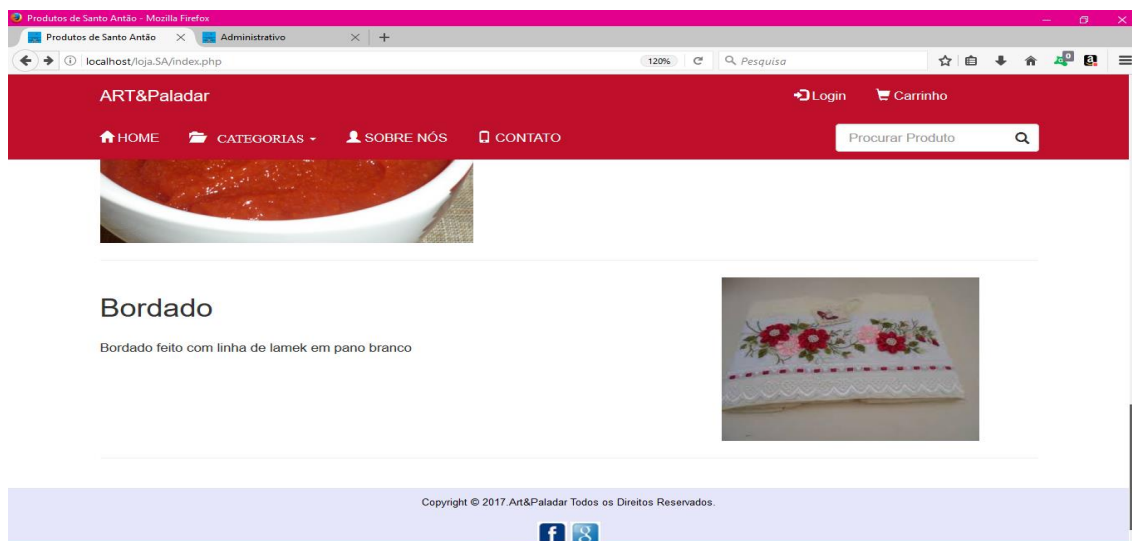 Produtos de Santo Antão - Mozilla Firefox
Produtos de Santo Antão
Administrativo
localhost/loja.SA/index.php
120%
Pesquisa
0
a
ART&Paladar
Login
Carrinho
HOME
CATEGORIAS
SOBRE NÓS
CONTATO
Procurar Produto
Bordado
Bordado feito com linha de lamek em pano branco
Copyright © 2017.Art&Paladar Todos os Direitos Reservados.
f 8